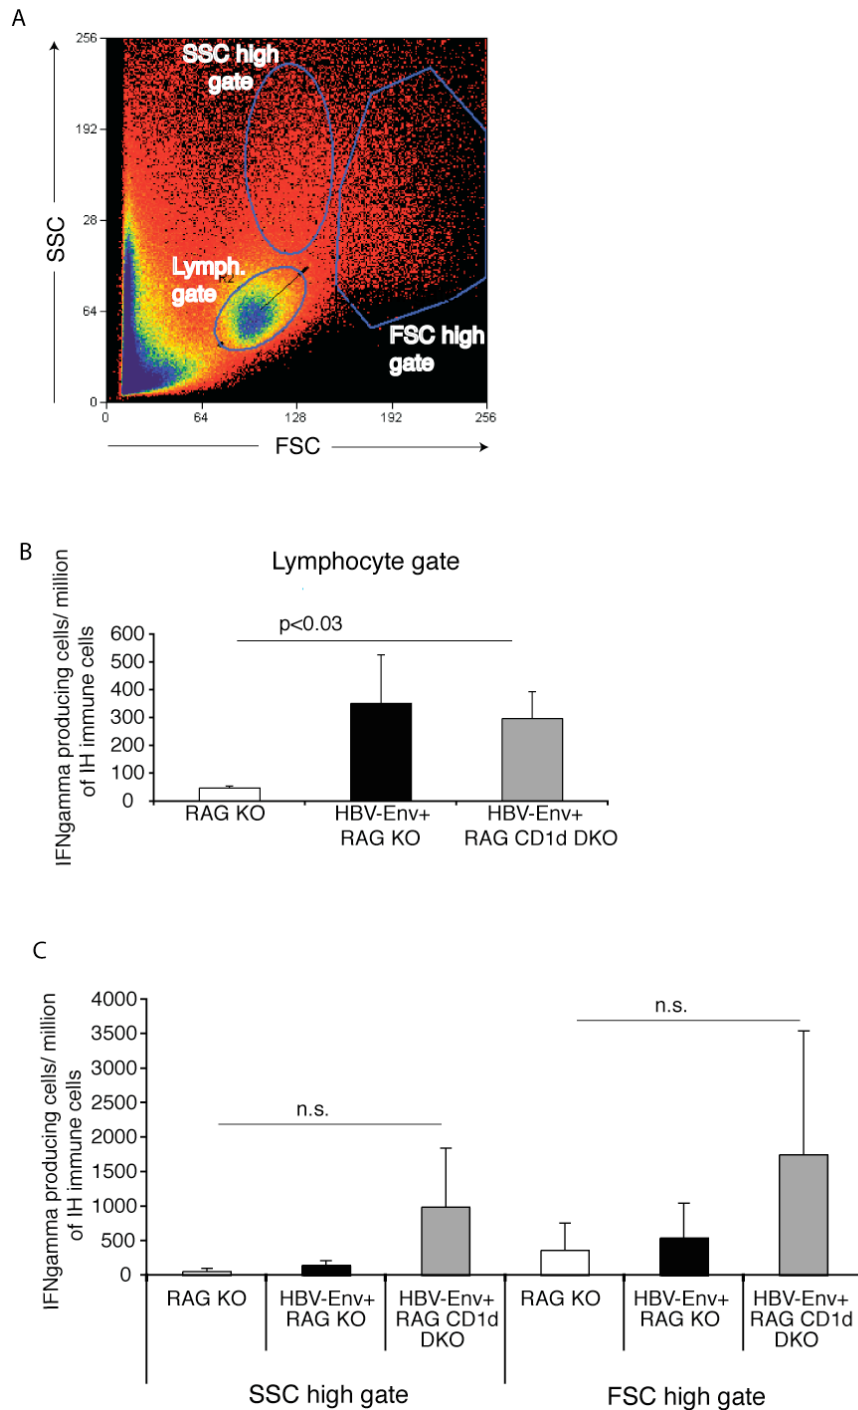 A
256
192
28
64
0
SSC
SSC high
gate
Lymph.
gate
R2
FSC high
gate
0
64
128
192
256
FSC
B
Lymphocyte gate
IFNgamma producing cells/ million
of IH immune cells
600
500
400
300
200
100
0
p<0.03
RAG KO
HBV-Env+
RAG KO
HBV-Env+
RAG CD1d DKO
C
IFNgamma producing cells/ million
of IH immune cells
4000
3500
3000
2500
2000
1500
1000
500
0
n.s.
n.s.
RAG KO
HBV-Env+
RAG KO
HBV-Env+
RAG CD1d
DKO
RAG KO
HBV-Env+
RAG KO
HBV-Env+
RAG CD1d
DKO
SSC high gate
FSC high gate